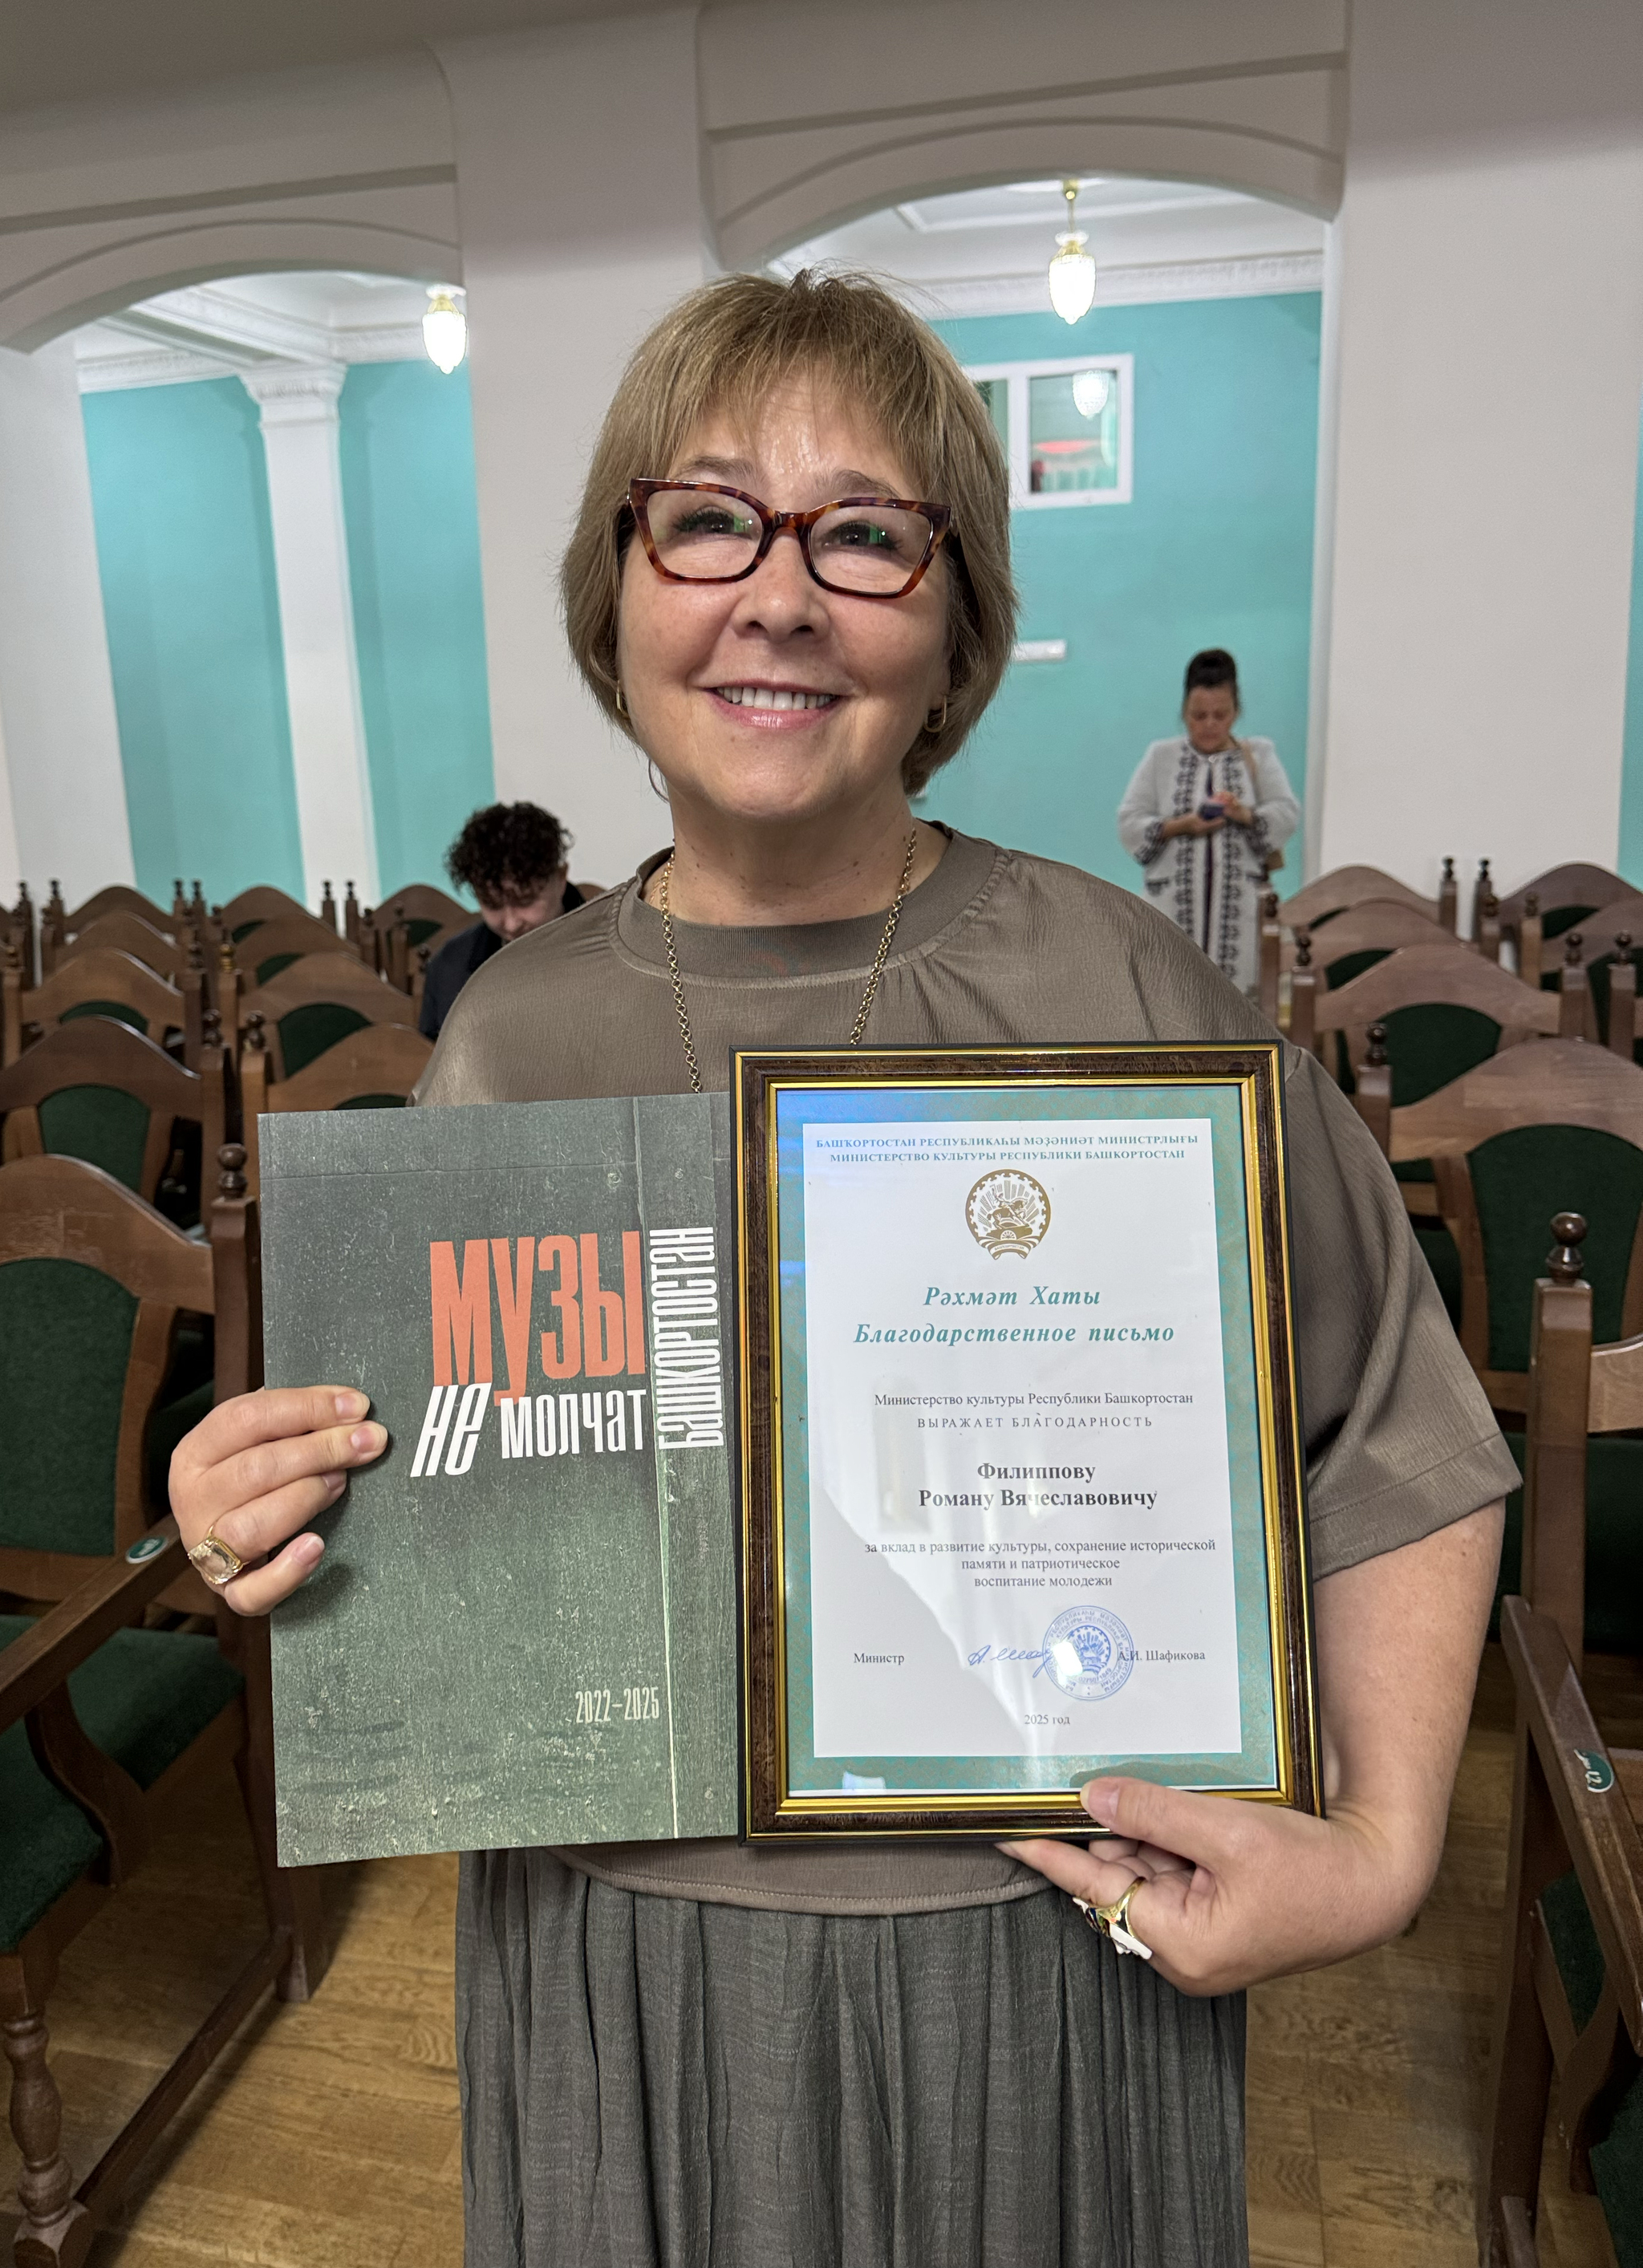 МУЗЫ
не молчат
Башкортостан
2022–2025
БАШҠОРТОСТАН РЕСПУБЛИКАҺЫ МӘҘӘНИӘТ МИНИСТРЛЫҒЫ
МИНИСТЕРСТВО КУЛЬТУРЫ РЕСПУБЛИКИ БАШКОРТОСТАН
Рәхмәт Хаты
Благодарственное письмо
Министерство культуры Республики Башкортостан
ВЫРАЖАЕТ БЛАГОДАРНОСТЬ
Филиппову
Роману Вячеславовичу
за вклад в развитие культуры, сохранение исторической
памяти и патриотическое
воспитание молодежи
Министр
А.И. Шафикова
2025 год